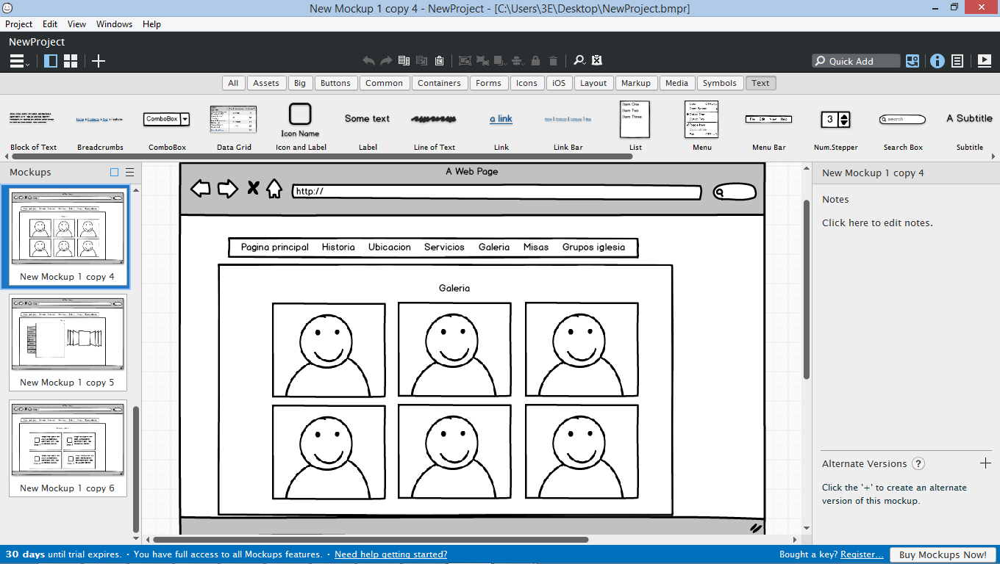 New Mockup 1 copy 4 - NewProject - [C:\Users\3E\Desktop\NewProject.bmpr]
Project Edit View Windows Help
NewProject
Quick Add
All Assets Big Buttons Common Containers Forms Icons iOS Layout Markup Media Symbols Text
ComboBox
Icon Name
Some text
a link
Item One
Item Two
Item Three
3
search
A Subtitle
Block of Text Breadcrumbs ComboBox Data Grid Icon and Label Label Line of Text Link Link Bar List Menu Menu Bar Num.Stepper Search Box Subtitle
Mockups
New Mockup 1 copy 4
New Mockup 1 copy 5
New Mockup 1 copy 6
A Web Page
http://
Pagina principal Historia Ubicacion Servicios Galeria Misas Grupos iglesia
Galeria
New Mockup 1 copy 4
Notes
Click here to edit notes.
Alternate Versions ?
Click the '+' to create an alternate
version of this mockup.
30 days until trial expires. · You have full access to all Mockups features. · Need help getting started?
Bought a key? Register... Buy Mockups Now!